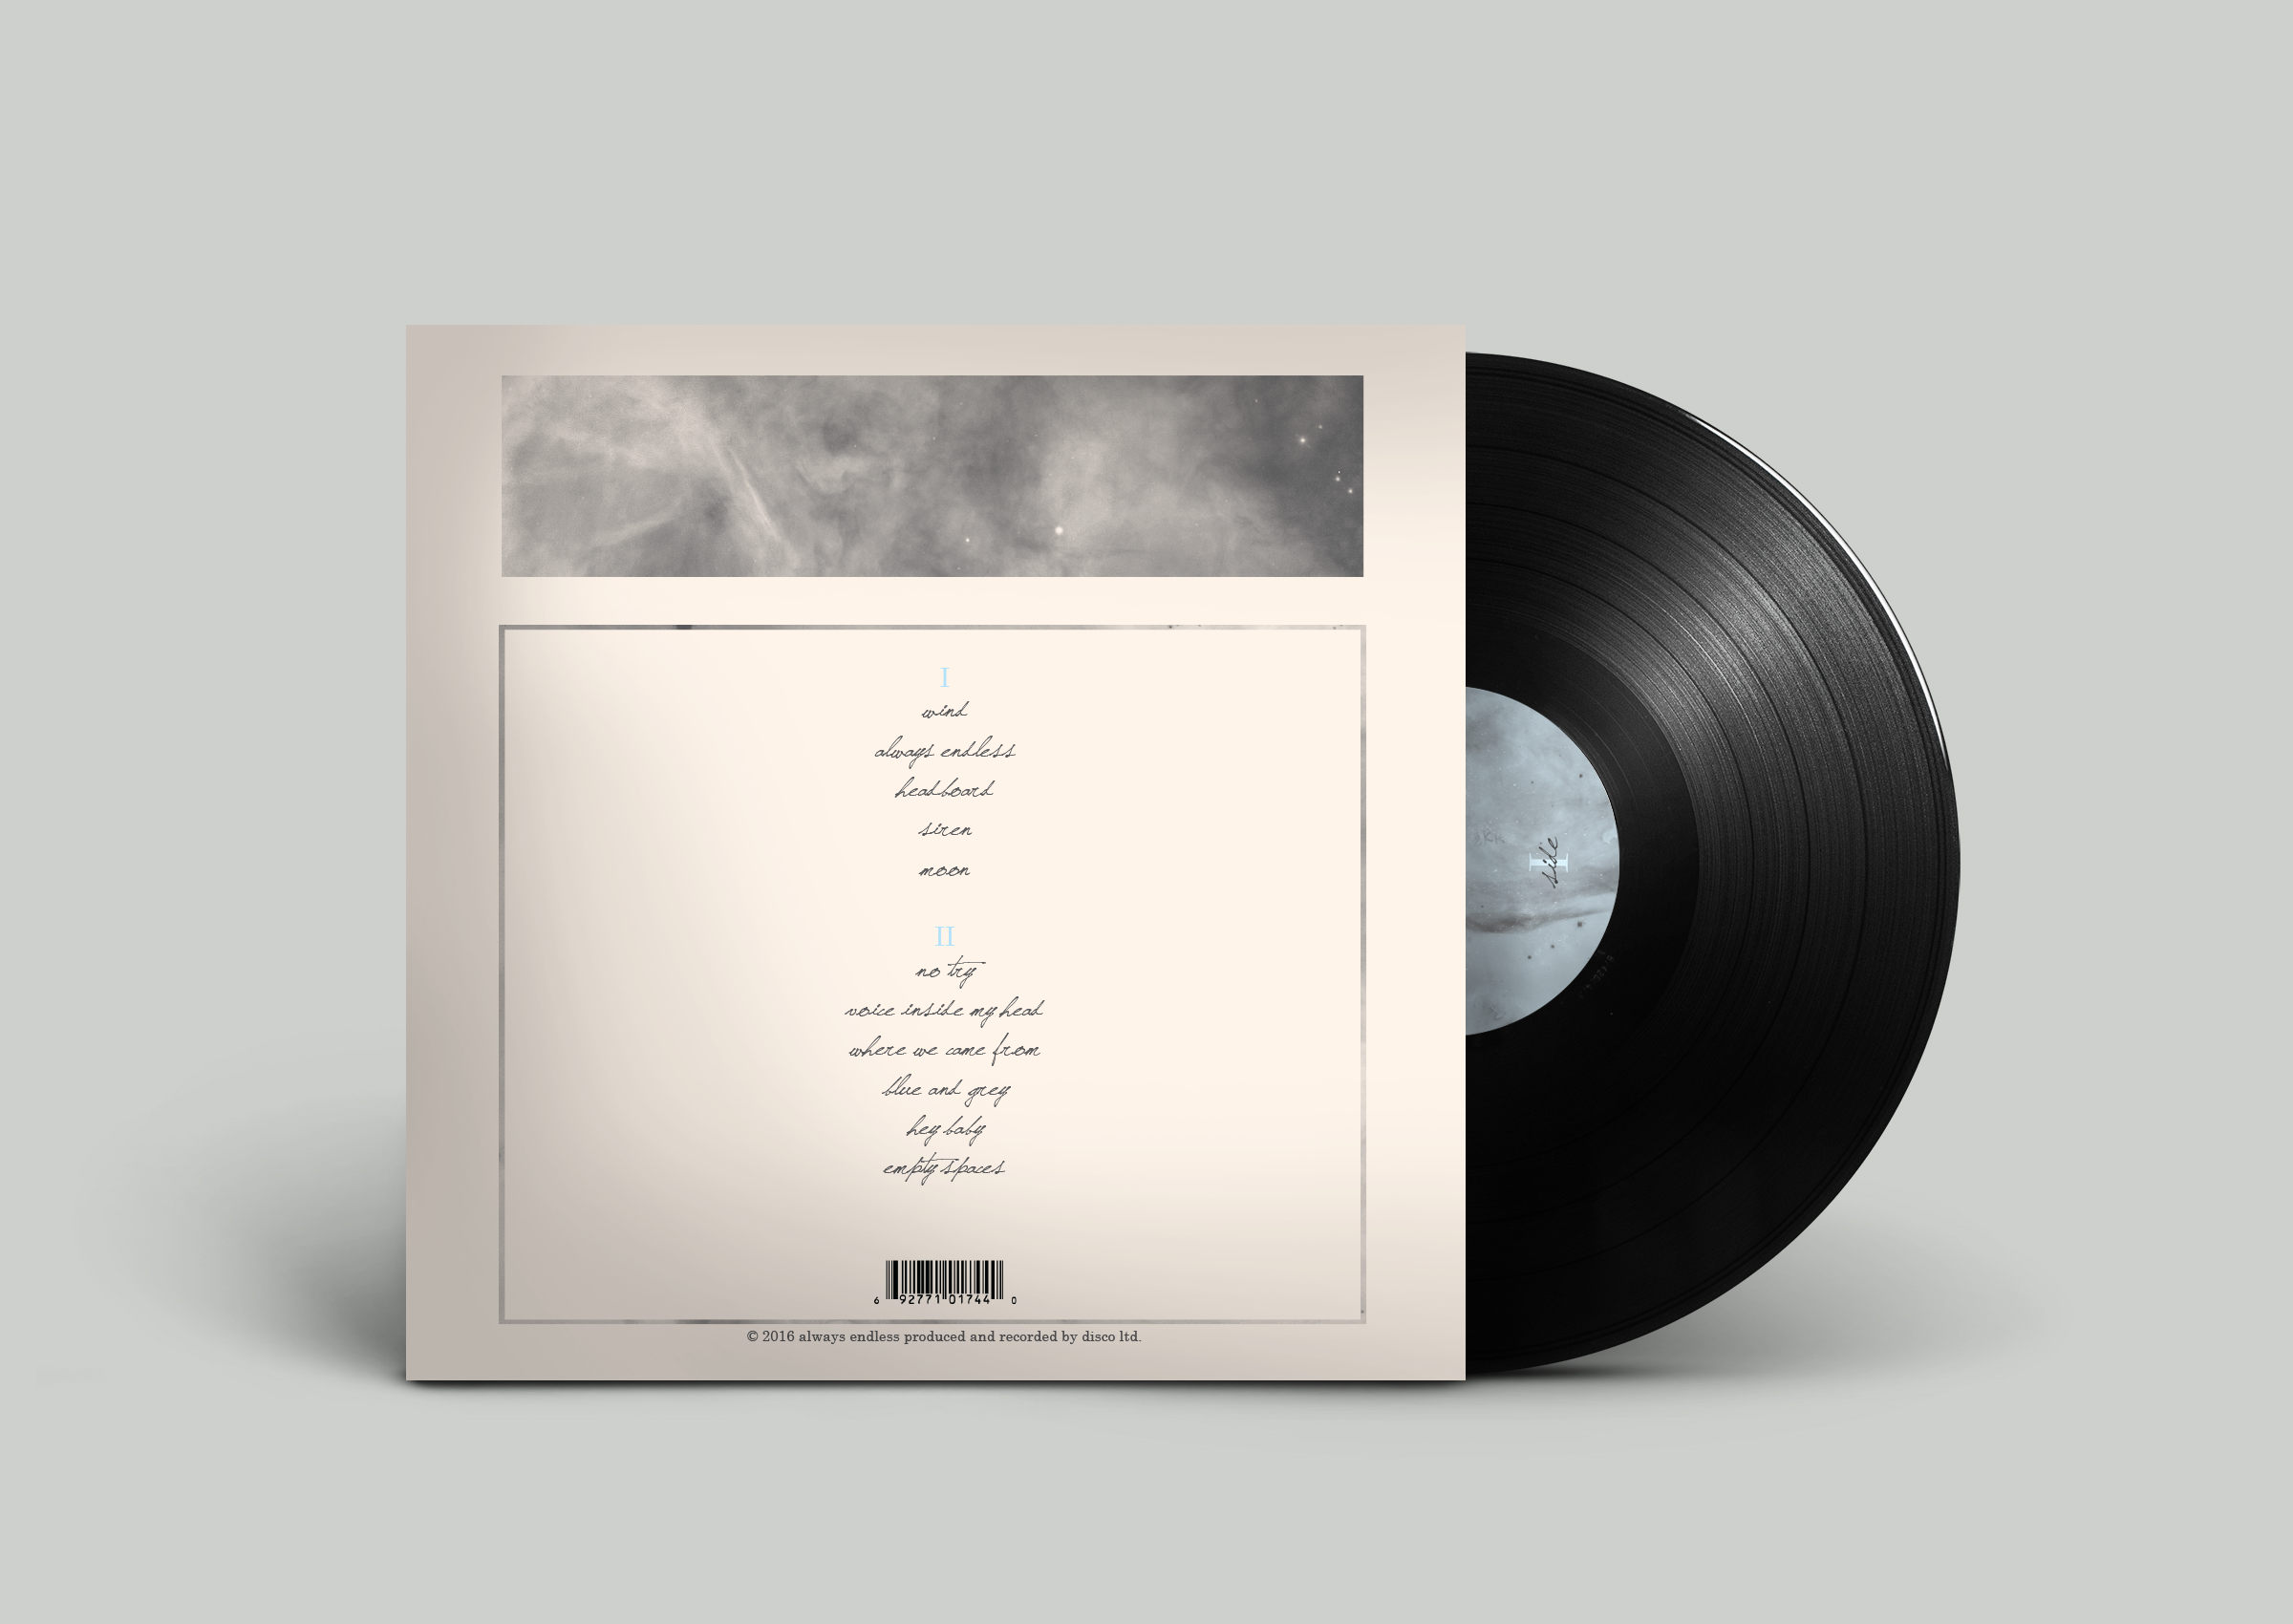 I
wind
always endless
headboard
siren
moon
II
no try
voice inside my head
where we came from
blue and grey
hey baby
empty spaces
6 92771 01744 0
© 2016 always endless produced and recorded by disco ltd.
side
I